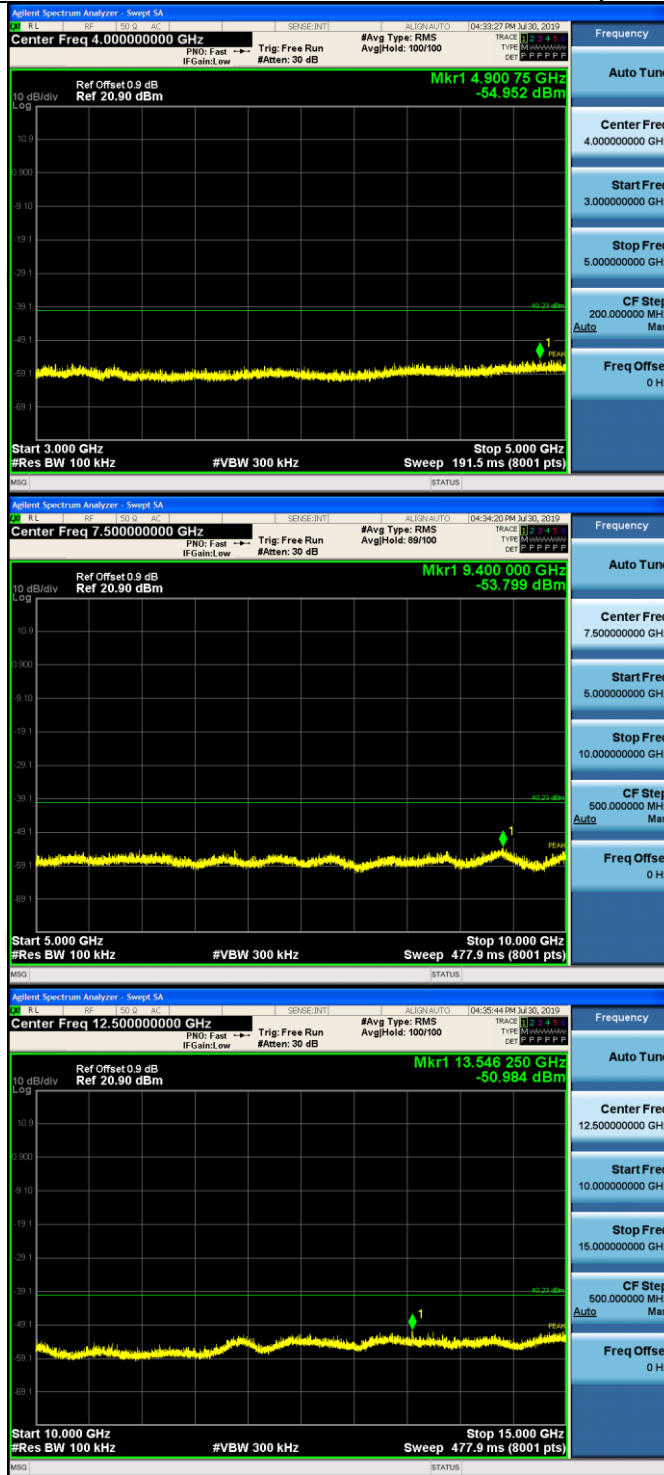 Agilent Spectrum Analyzer - Swept SA
RL RF 50 Ω AC SENSE:INT ALIGN AUTO 04:33:27 PM Jul 30, 2019
Center Freq 4.000000000 GHz #Avg Type: RMS TRACE 1 2 3 4 5 6 Frequency
PNO: Fast Trig: Free Run Avg|Hold: 100/100 TYPE M
IFGain:Low #Atten: 30 dB DET P P P P P P
Auto Tune
Mkr1 4.900 75 GHz
Ref Offset 0.9 dB
10 dB/div Ref 20.90 dBm -54.952 dBm
Log
10.9
Center Freq
4.000000000 GHz
0.900
Start Freq
3.000000000 GHz
-9.10
-19.1
Stop Freq
5.000000000 GHz
-29.1
-39.1 -40.23 dBm
CF Step
200.000000 MHz
Auto Man
-49.1 1
PEAK
-59.1
Freq Offset
0 Hz
-69.1
Start 3.000 GHz Stop 5.000 GHz
#Res BW 100 kHz #VBW 300 kHz Sweep 191.5 ms (8001 pts)
MSG STATUS
Agilent Spectrum Analyzer - Swept SA
RL RF 50 Ω AC SENSE:INT ALIGN AUTO 04:34:20 PM Jul 30, 2019
Center Freq 7.500000000 GHz #Avg Type: RMS TRACE 1 2 3 4 5 6 Frequency
PNO: Fast Trig: Free Run Avg|Hold: 89/100 TYPE M
IFGain:Low #Atten: 30 dB DET P P P P P P
Auto Tune
Mkr1 9.400 000 GHz
Ref Offset 0.9 dB
10 dB/div Ref 20.90 dBm -53.799 dBm
Log
10.9
Center Freq
7.500000000 GHz
0.900
Start Freq
5.000000000 GHz
-9.10
-19.1
Stop Freq
10.000000000 GHz
-29.1
-39.1 -40.23 dBm
CF Step
500.000000 MHz
Auto Man
-49.1 1
PEAK
-59.1
Freq Offset
0 Hz
-69.1
Start 5.000 GHz Stop 10.000 GHz
#Res BW 100 kHz #VBW 300 kHz Sweep 477.9 ms (8001 pts)
MSG STATUS
Agilent Spectrum Analyzer - Swept SA
RL RF 50 Ω AC SENSE:INT ALIGN AUTO 04:35:44 PM Jul 30, 2019
Center Freq 12.500000000 GHz #Avg Type: RMS TRACE 1 2 3 4 5 6 Frequency
PNO: Fast Trig: Free Run Avg|Hold: 100/100 TYPE M
IFGain:Low #Atten: 30 dB DET P P P P P P
Auto Tune
Mkr1 13.546 250 GHz
Ref Offset 0.9 dB
10 dB/div Ref 20.90 dBm -50.984 dBm
Log
10.9
Center Freq
12.500000000 GHz
0.900
Start Freq
10.000000000 GHz
-9.10
-19.1
Stop Freq
15.000000000 GHz
-29.1
-39.1 -40.23 dBm
CF Step
500.000000 MHz
Auto Man
-49.1 1
PEAK
-59.1
Freq Offset
0 Hz
-69.1
Start 10.000 GHz Stop 15.000 GHz
#Res BW 100 kHz #VBW 300 kHz Sweep 477.9 ms (8001 pts)
MSG STATUS